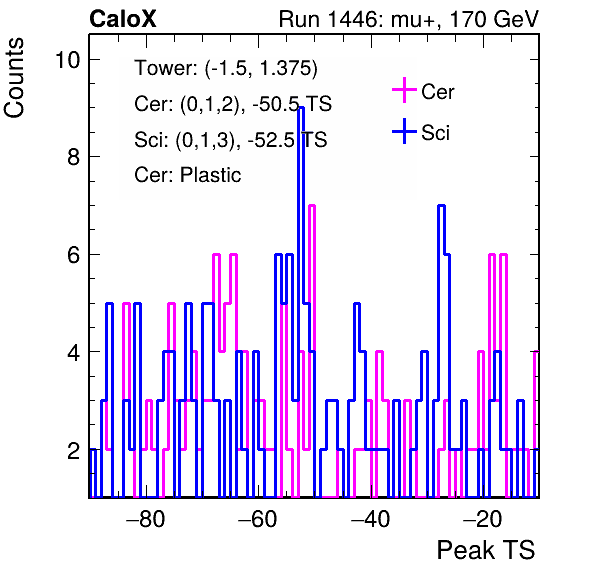 CaloX Run 1446: mu+, 170 GeV
Counts
Tower: (-1.5, 1.375)
Cer: (0,1,2), -50.5 TS
Sci: (0,1,3), -52.5 TS
Cer: Plastic
Cer
Sci
10
8
6
4
2
−80 −60 −40 −20
Peak TS